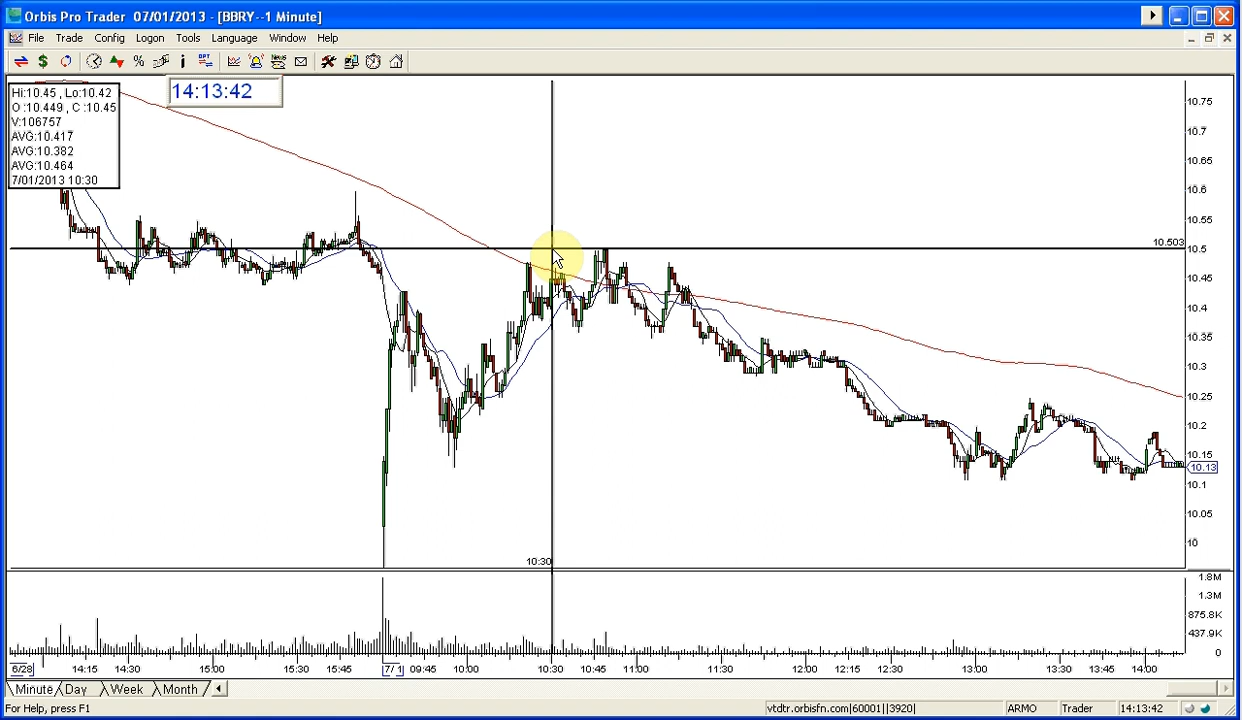 Orbis Pro Trader 07/01/2013 - [BBRY--1 Minute]
File Trade Config Logon Tools Language Window Help
14:13:42
Hi:10.45 , Lo:10.42
O :10.449 , C :10.45
V:106757
AVG:10.417
AVG:10.382
AVG:10.464
7/01/2013 10:30
10.75
10.7
10.65
10.6
10.55
10.503
10.5
10.45
10.4
10.35
10.3
10.25
10.2
10.15
10.13
10.1
10.05
10
10:30
1.8M
1.3M
875.8K
437.9K
0
6/28 14:15 14:30 15:00 15:30 15:45 7/ 1 09:45 10:00 10:30 10:45 11:00 11:30 12:00 12:15 12:30 13:00 13:30 13:45 14:00
Minute Day Week Month
For Help, press F1 vtdtr.orbisfn.com|60001||3920| ARMO Trader 14:13:42